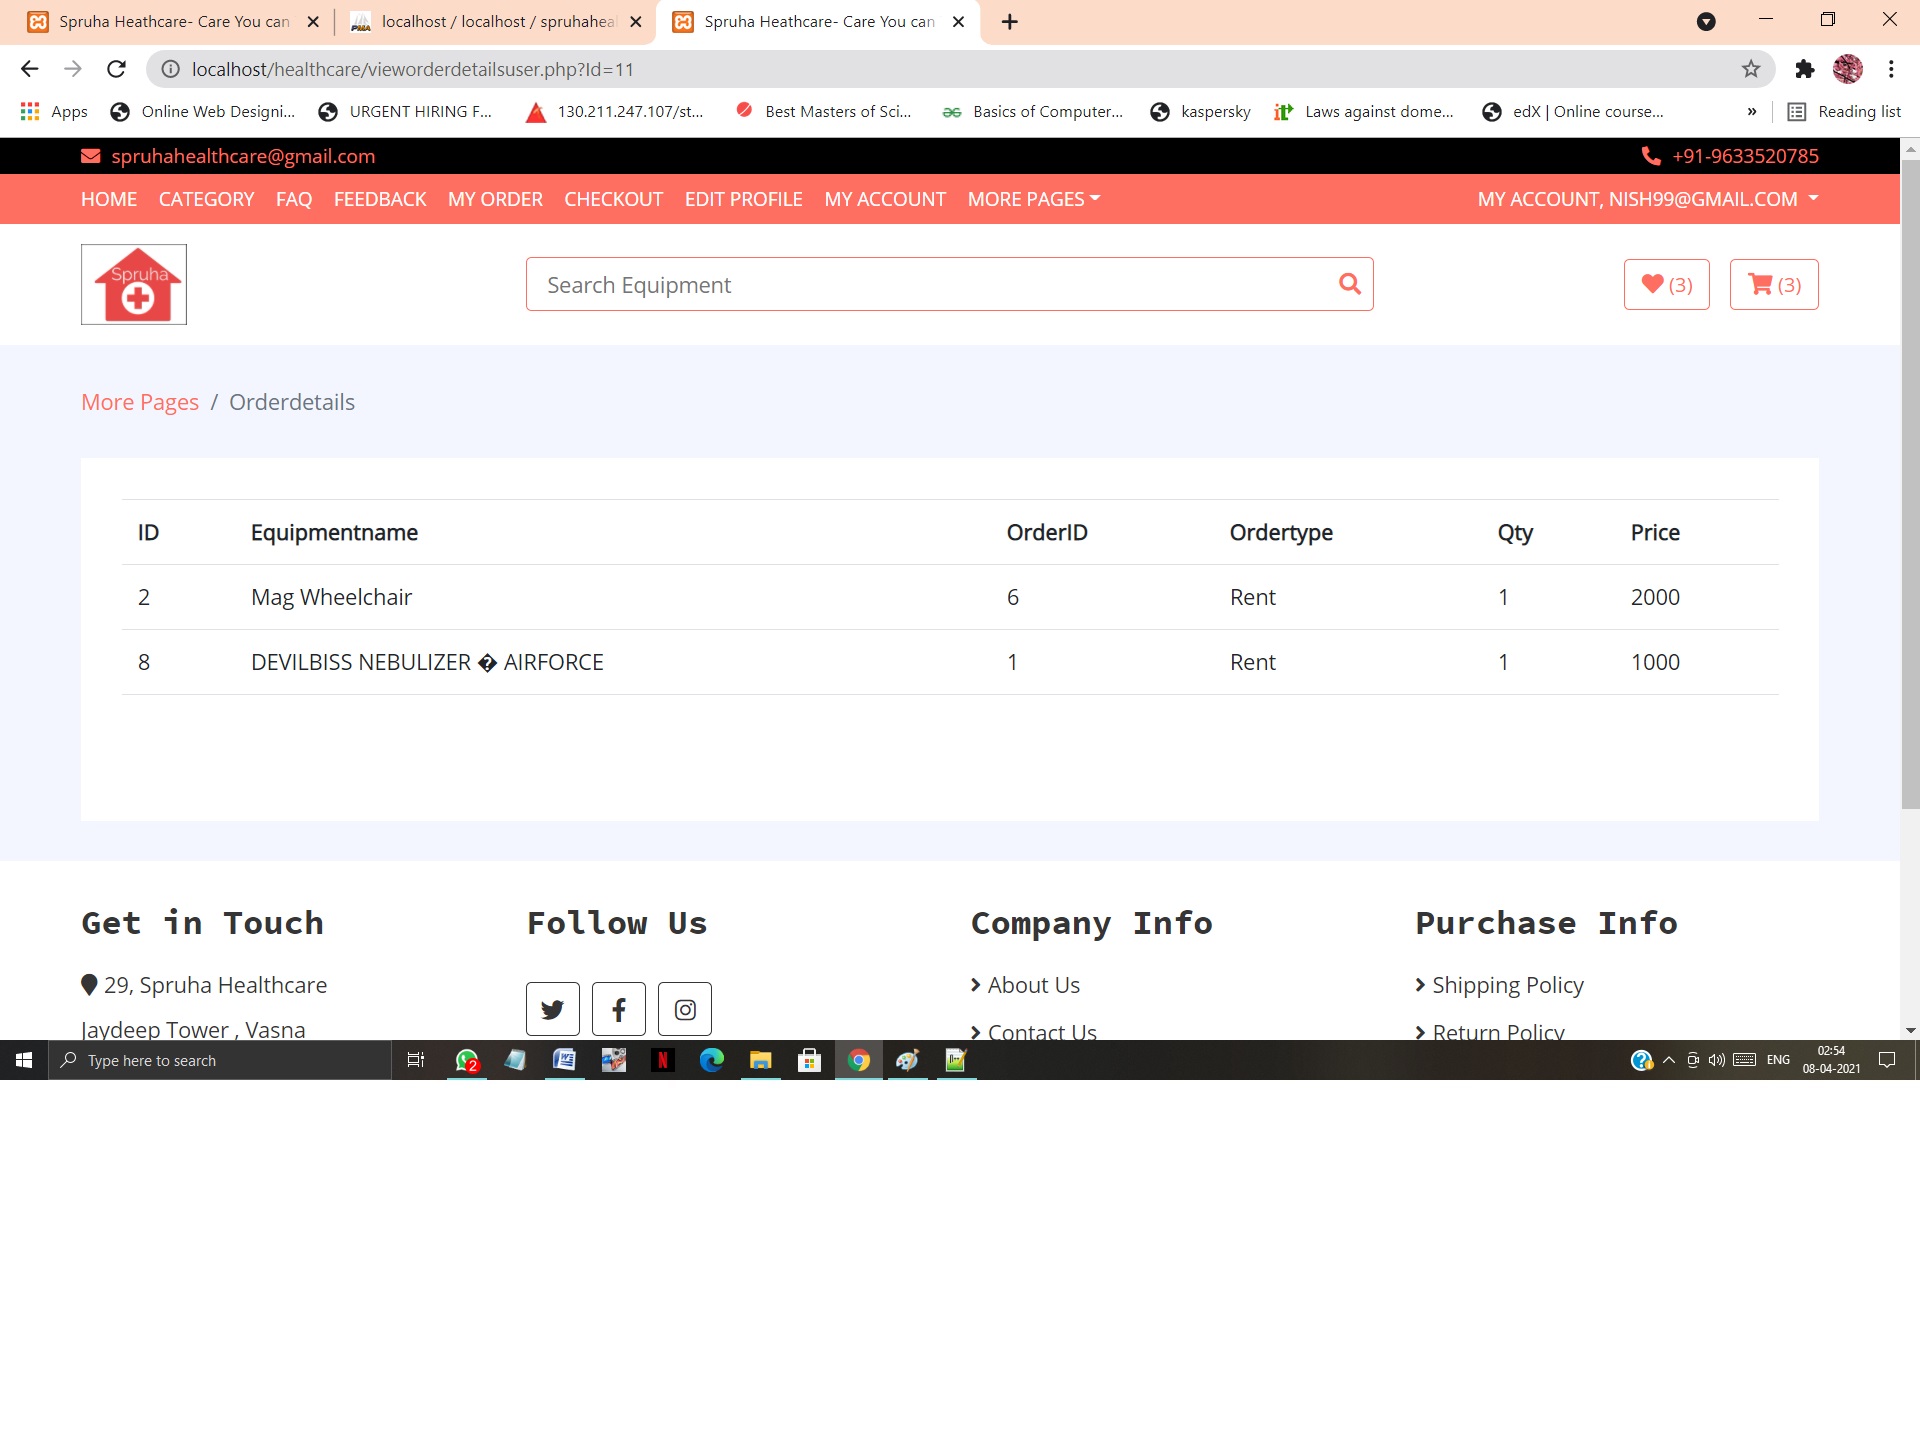 Spruha Heathcare- Care You can
localhost / localhost / spruhaheal
Spruha Heathcare- Care You can
localhost/healthcare/vieworderdetailsuser.php?Id=11
Apps Online Web Designi... URGENT HIRING F... 130.211.247.107/st... Best Masters of Sci... Basics of Computer... kaspersky Laws against dome... edX | Online course... » Reading list
spruhahealthcare@gmail.com +91-9633520785
HOME CATEGORY FAQ FEEDBACK MY ORDER CHECKOUT EDIT PROFILE MY ACCOUNT MORE PAGES MY ACCOUNT, NISH99@GMAIL.COM
Spruha
Search Equipment
(3) (3)
More Pages / Orderdetails
ID Equipmentname OrderID Ordertype Qty Price
2 Mag Wheelchair 6 Rent 1 2000
8 DEVILBISS NEBULIZER � AIRFORCE 1 Rent 1 1000
Get in Touch Follow Us Company Info Purchase Info
29, Spruha Healthcare
Jaydeep Tower , Vasna
About Us
Contact Us
Shipping Policy
Return Policy
Type here to search
2
ENG
02:54
08-04-2021